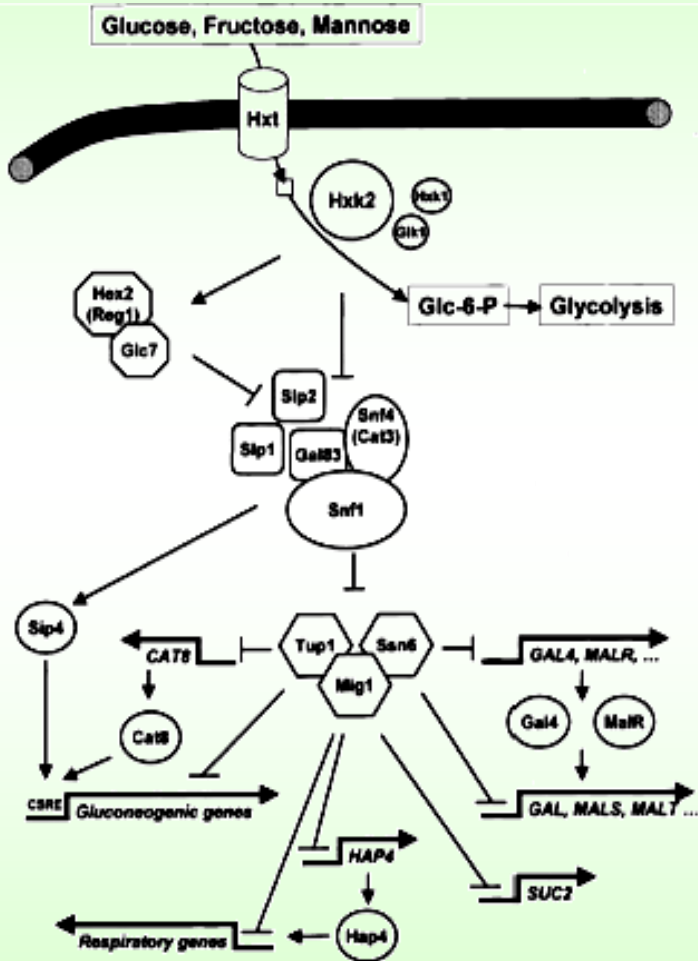 Glucose, Fructose, Mannose
Hxt
Hxk2
Hxk1
Glk1
Hex2
(Reg1)
Glc7
Glc-6-P
Glycolysis
Sip2
Snf4
(Cat3)
Sip1
Gal83
Snf1
Sip4
CAT8
Tup1
Ssn6
Mig1
GAL4, MALR, ...
Cat8
Gal4
MalR
CSRE
Gluconeogenic genes
GAL, MALS, MALT ...
HAP4
SUC2
Respiratory genes
Hap4